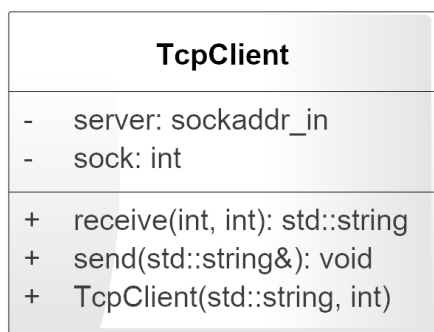 TcpClient
- server: sockaddr_in
- sock: int
+ receive(int, int): std::string
+ send(std::string&): void
+ TcpClient(std::string, int)